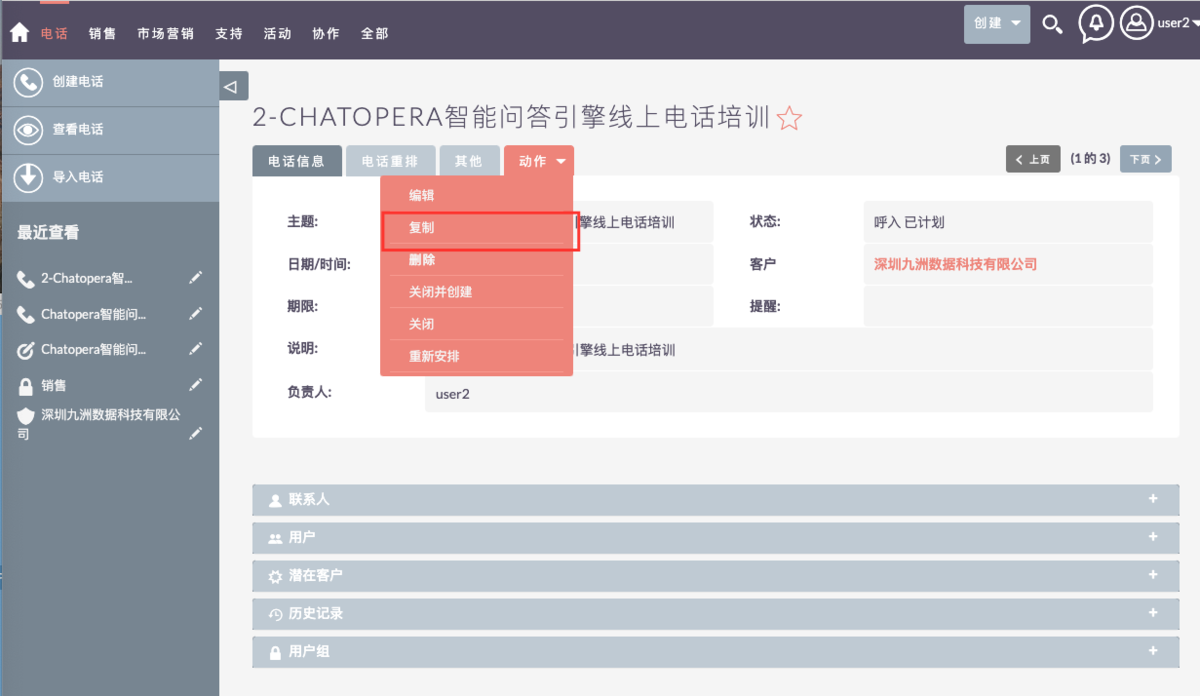 电话 销售 市场营销 支持 活动 协作 全部 创建 user2
创建电话
查看电话
导入电话
最近查看
2-Chatopera智...
Chatopera智能问...
Chatopera智能问...
销售
深圳九洲数据科技有限公
司
2-CHATOPERA智能问答引擎线上电话培训
电话信息 电话重排 其他 动作 上页 (1 的 3) 下页
编辑
复制
删除
关闭并创建
关闭
重新安排
主题: 擎线上电话培训 状态: 呼入 已计划
日期/时间: 客户 深圳九洲数据科技有限公司
期限: 提醒:
说明: 擎线上电话培训
负责人: user2
联系人 +
用户 +
潜在客户 +
历史记录 +
用户组 +